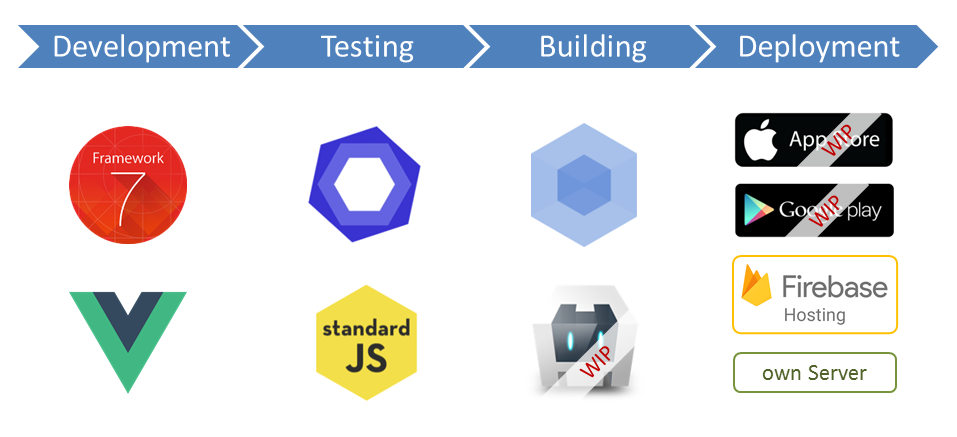 Development
Testing
Building
Deployment
Framework
7
standard
JS
WIP
App Store
WIP
Google play
WIP
Firebase
Hosting
own Server